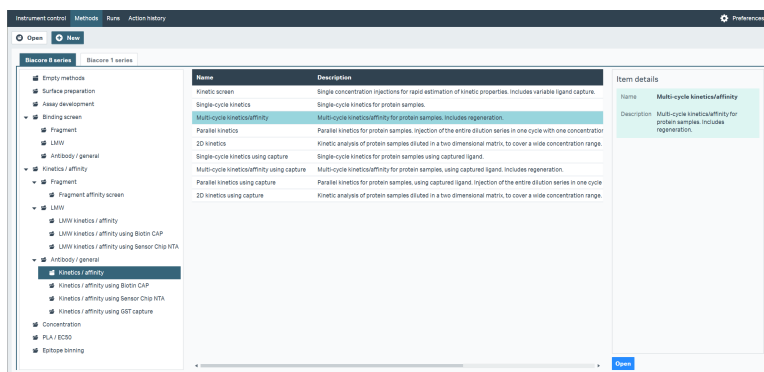 Instrument control Methods Runs Action history Preferences
Open New
Biacore 8 series Biacore 1 series
Empty methods
Surface preparation
Assay development
Binding screen
Fragment
LMW
Antibody / general
Kinetics / affinity
Fragment
Fragment affinity screen
LMW
LMW kinetics / affinity
LMW kinetics / affinity using Biotin CAP
LMW kinetics / affinity using Sensor Chip NTA
Antibody / general
Kinetics / affinity
Kinetics / affinity using Biotin CAP
Kinetics / affinity using Sensor Chip NTA
Kinetics / affinity using GST capture
Concentration
PLA / EC50
Epitope binning
Name Description
Kinetic screen Single concentration injections for rapid estimation of kinetic properties. Includes variable ligand capture.
Single-cycle kinetics Single-cycle kinetics for protein samples.
Multi-cycle kinetics/affinity Multi-cycle kinetics/affinity for protein samples. Includes regeneration.
Parallel kinetics Parallel kinetics for protein samples. Injection of the entire dilution series in one cycle with one concentration
2D kinetics Kinetic analysis of protein samples diluted in a two dimensional matrix, to cover a wide concentration range.
Single-cycle kinetics using capture Single-cycle kinetics for protein samples using captured ligand.
Multi-cycle kinetics/affinity using capture Multi-cycle kinetics/affinity for protein samples, using captured ligand. Includes regeneration.
Parallel kinetics using capture Parallel kinetics for protein samples, using captured ligand. Injection of the entire dilution series in one cycle
2D kinetics using capture Kinetic analysis of protein samples diluted in a two dimensional matrix, to cover a wide concentration range.
Item details
Name Multi-cycle kinetics/affinity
Description Multi-cycle kinetics/affinity for
protein samples. Includes
regeneration.
Open